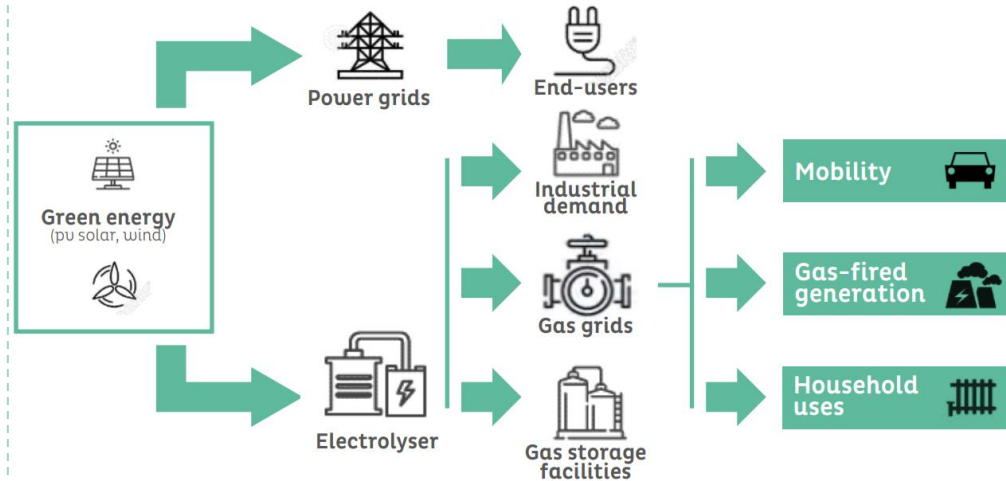 Power grids
End-users
Green energy
(pv solar, wind)
Industrial
demand
Mobility
Gas grids
Gas-fired
generation
Electrolyser
Gas storage
facilities
Household
uses